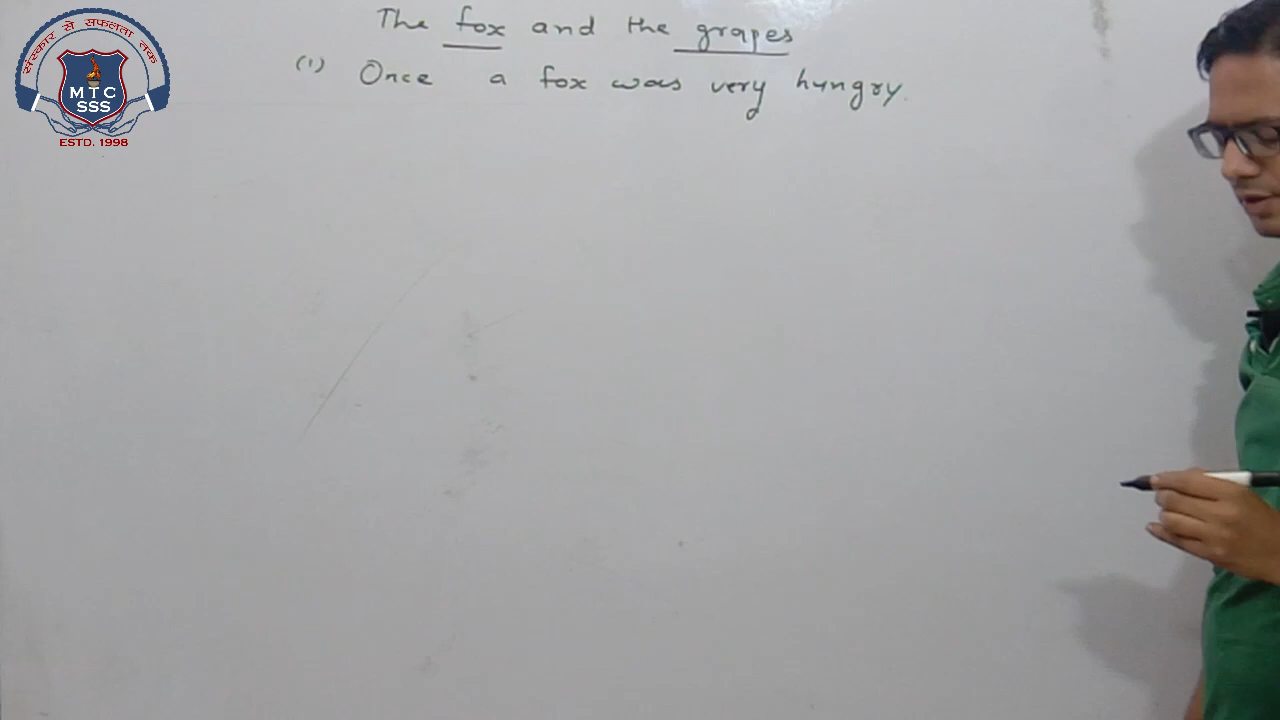 संस्कार से सफलता तक
MTC
SSS
ESTD. 1998
The fox and the grapes
(1) Once a fox was very hungry.